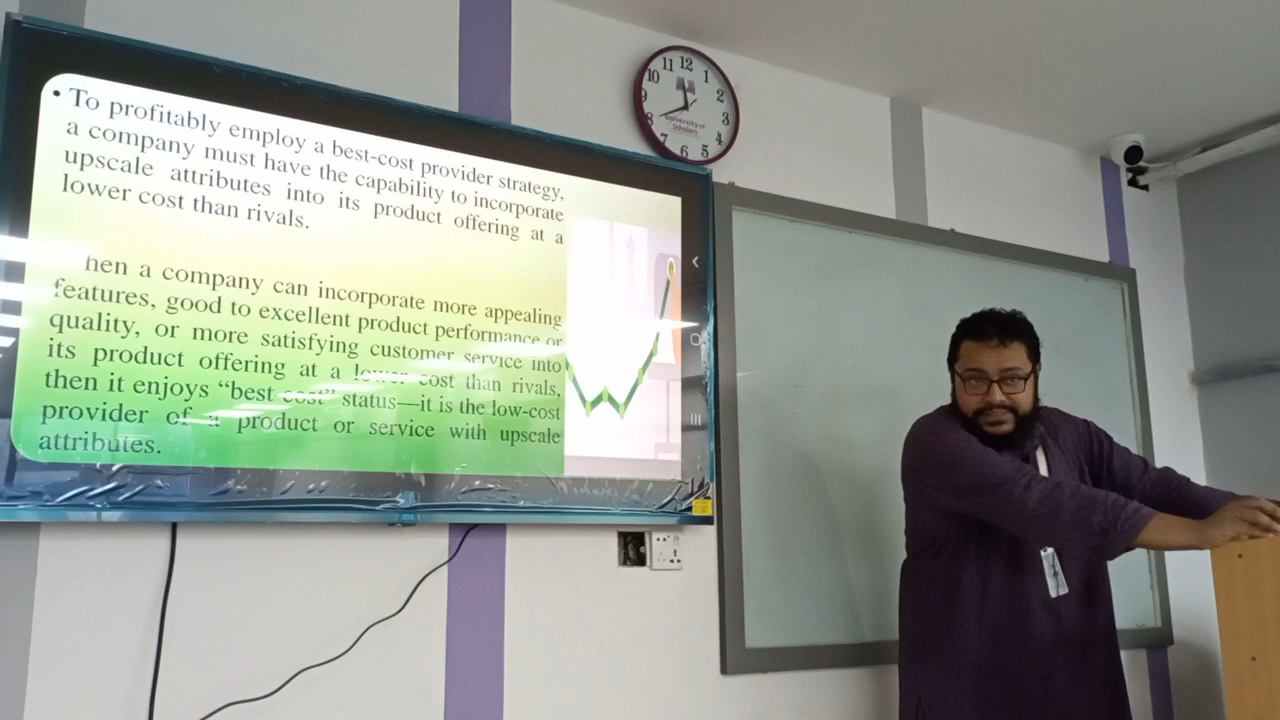 • To profitably employ a best-cost provider strategy,
a company must have the capability to incorporate
upscale attributes into its product offering at a
lower cost than rivals.
hen a company can incorporate more appealing
features, good to excellent product performance or
quality, or more satisfying customer service into
its product offering at a lower cost than rivals,
then it enjoys “best-cost” status—it is the low-cost
provider of a product or service with upscale
attributes.
11 12 1
10 2
9 3
8 4
7 6 5
University of
Scholars